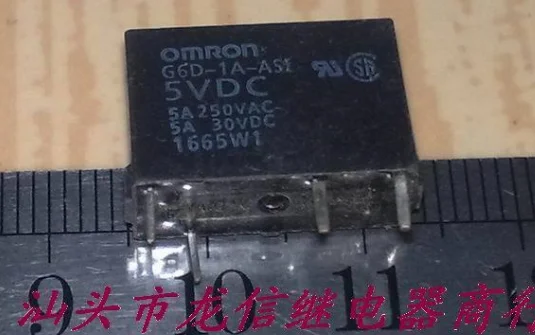 OMRON
G6D-1A-ASI
5VDC
5A 250VAC
5A 30VDC
1665W1
9 10 11
汕头市龙信继电器商